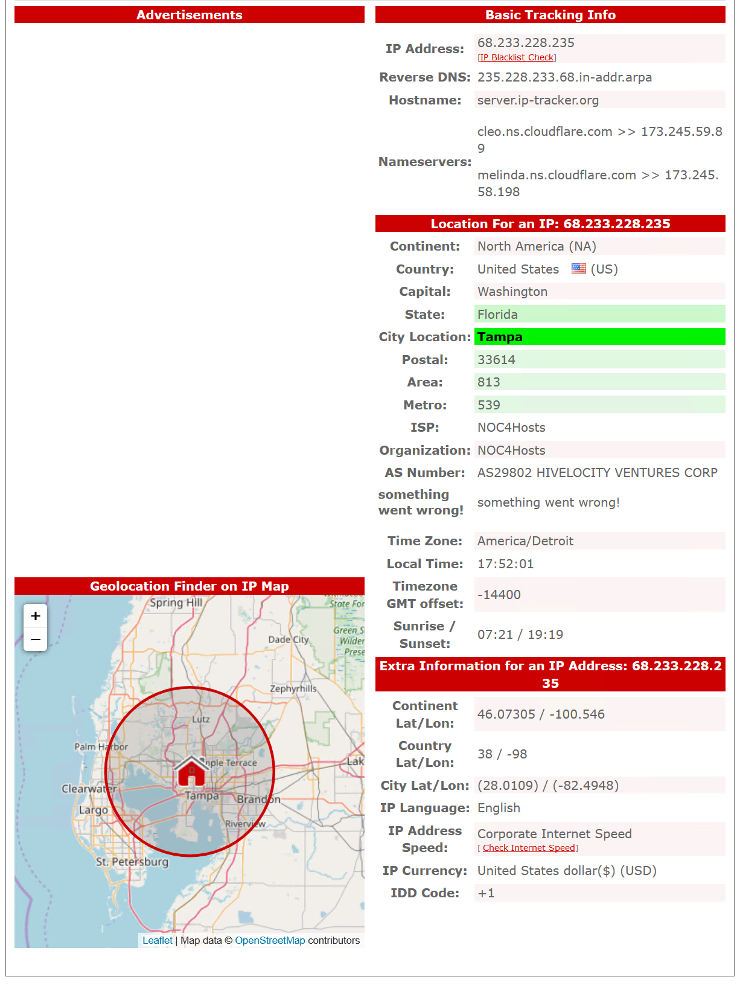 Advertisements
Basic Tracking Info
IP Address: 68.233.228.235
[IP Blacklist Check]
Reverse DNS: 235.228.233.68.in-addr.arpa
Hostname: server.ip-tracker.org
Nameservers:
cleo.ns.cloudflare.com >> 173.245.59.8
9
melinda.ns.cloudflare.com >> 173.245.
58.198
Location For an IP: 68.233.228.235
Continent: North America (NA)
Country: United States (US)
Capital: Washington
State: Florida
City Location: Tampa
Postal: 33614
Area: 813
Metro: 539
ISP: NOC4Hosts
Organization: NOC4Hosts
AS Number: AS29802 HIVELOCITY VENTURES CORP
something
went wrong!
something went wrong!
Time Zone: America/Detroit
Local Time: 17:52:01
Timezone
GMT offset:
-14400
Sunrise /
Sunset:
07:21 / 19:19
Extra Information for an IP Address: 68.233.228.2
35
Continent
Lat/Lon:
46.07305 / -100.546
Country
Lat/Lon:
38 / -98
City Lat/Lon: (28.0109) / (-82.4948)
IP Language: English
IP Address
Speed:
Corporate Internet Speed
[ Check Internet Speed]
IP Currency: United States dollar($) (USD)
IDD Code: +1
Geolocation Finder on IP Map
+
−
Spring Hill
State For
Green S
Wilder
Prese
Dade City
Zephyrhills
Lutz
Palm Harbor
mple Terrace
Lak
Clearwater
Tampa
Brandon
Largo
Riverview
St. Petersburg
Leaflet | Map data © OpenStreetMap contributors